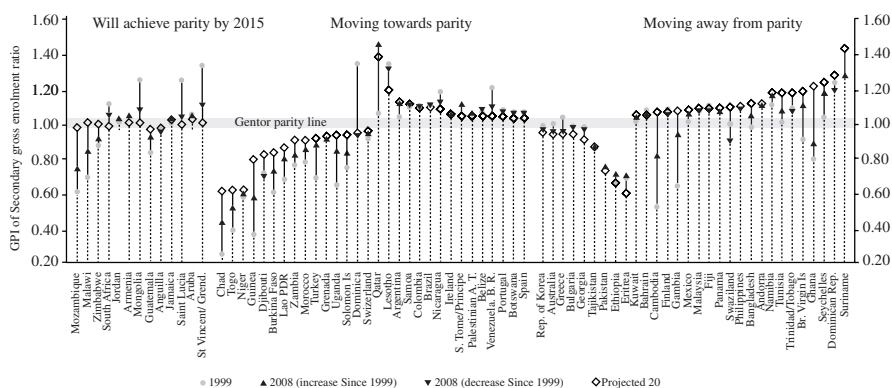 Will achieve parity by 2015
Moving towards parity
Moving away from parity
GPI of Secondary gross enrolment ratio
1.60
1.40
1.20
1.00
0.80
0.60
0.40
0.20
Gentor parity line
1.60
1.40
1.20
1.00
0.80
0.60
0.40
0.20
Mozambique
Malawi
Zimbabwe
South Africa
Jordan
Armenia
Mongolia
Guatemala
Anguilla
Jamaica
Saint Lucia
Aruba
St Vincent/ Grend.
Chad
Togo
Niger
Guinea
Djibouti
Burkina Faso
Lao PDR
Zambia
Morocco
Turkey
Grenada
Uganda
Solomon Is
Dominica
Switzerland
Qatar
Lesotho
Argentina
Samoa
Colombia
Brazil
Nicaragua
Ireland
S. Tome/Principe
Palestinian A. T.
Belize
Venezuela. B. R.
Portugal
Botswana
Spain
Rep. of Korea
Australia
Greece
Bulgaria
Georgia
Tajikistan
Pakistan
Ethiopia
Eritrea
Kuwait
Bahrain
Cambodia
Finland
Gambia
Mexico
Malaysia
Fiji
Panama
Swaziland
Philippines
Bangladesh
Andorra
Namibia
Tunisia
Trinidad/Tobago
Br. Virgin Is
Ghana
Seychelles
Dominican Rep.
Suriname
1999
2008 (increase Since 1999)
2008 (decrease Since 1999)
Projected 20